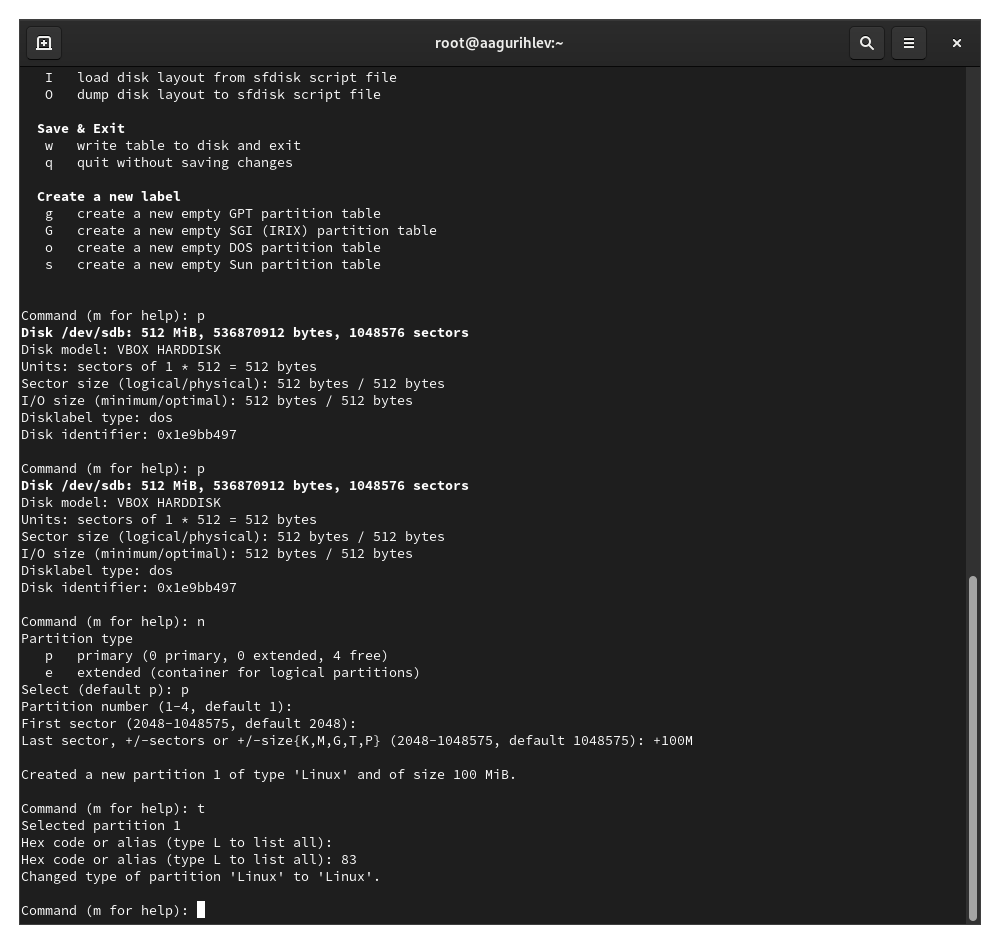 root@aagurihlev:~
I   load disk layout from sfdisk script file
O   dump disk layout to sfdisk script file
Save & Exit
w   write table to disk and exit
q   quit without saving changes
Create a new label
g   create a new empty GPT partition table
G   create a new empty SGI (IRIX) partition table
o   create a new empty DOS partition table
s   create a new empty Sun partition table
Command (m for help): p
Disk /dev/sdb: 512 MiB, 536870912 bytes, 1048576 sectors
Disk model: VBOX HARDDISK
Units: sectors of 1 * 512 = 512 bytes
Sector size (logical/physical): 512 bytes / 512 bytes
I/O size (minimum/optimal): 512 bytes / 512 bytes
Disklabel type: dos
Disk identifier: 0x1e9bb497
Command (m for help): p
Disk /dev/sdb: 512 MiB, 536870912 bytes, 1048576 sectors
Disk model: VBOX HARDDISK
Units: sectors of 1 * 512 = 512 bytes
Sector size (logical/physical): 512 bytes / 512 bytes
I/O size (minimum/optimal): 512 bytes / 512 bytes
Disklabel type: dos
Disk identifier: 0x1e9bb497
Command (m for help): n
Partition type
p   primary (0 primary, 0 extended, 4 free)
e   extended (container for logical partitions)
Select (default p): p
Partition number (1-4, default 1):
First sector (2048-1048575, default 2048):
Last sector, +/-sectors or +/-size{K,M,G,T,P} (2048-1048575, default 1048575): +100M
Created a new partition 1 of type 'Linux' and of size 100 MiB.
Command (m for help): t
Selected partition 1
Hex code or alias (type L to list all):
Hex code or alias (type L to list all): 83
Changed type of partition 'Linux' to 'Linux'.
Command (m for help):